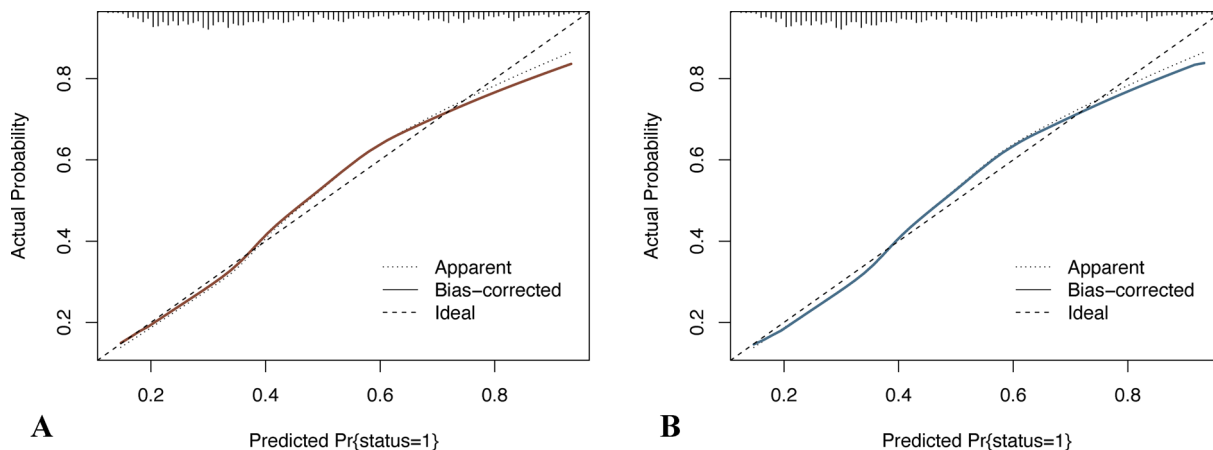 Actual Probability
0.8
0.6
0.4
0.2
Apparent
Bias−corrected
Ideal
0.2 0.4 0.6 0.8
Predicted Pr{status=1}
A
Actual Probability
0.8
0.6
0.4
0.2
Apparent
Bias−corrected
Ideal
0.2 0.4 0.6 0.8
Predicted Pr{status=1}
B